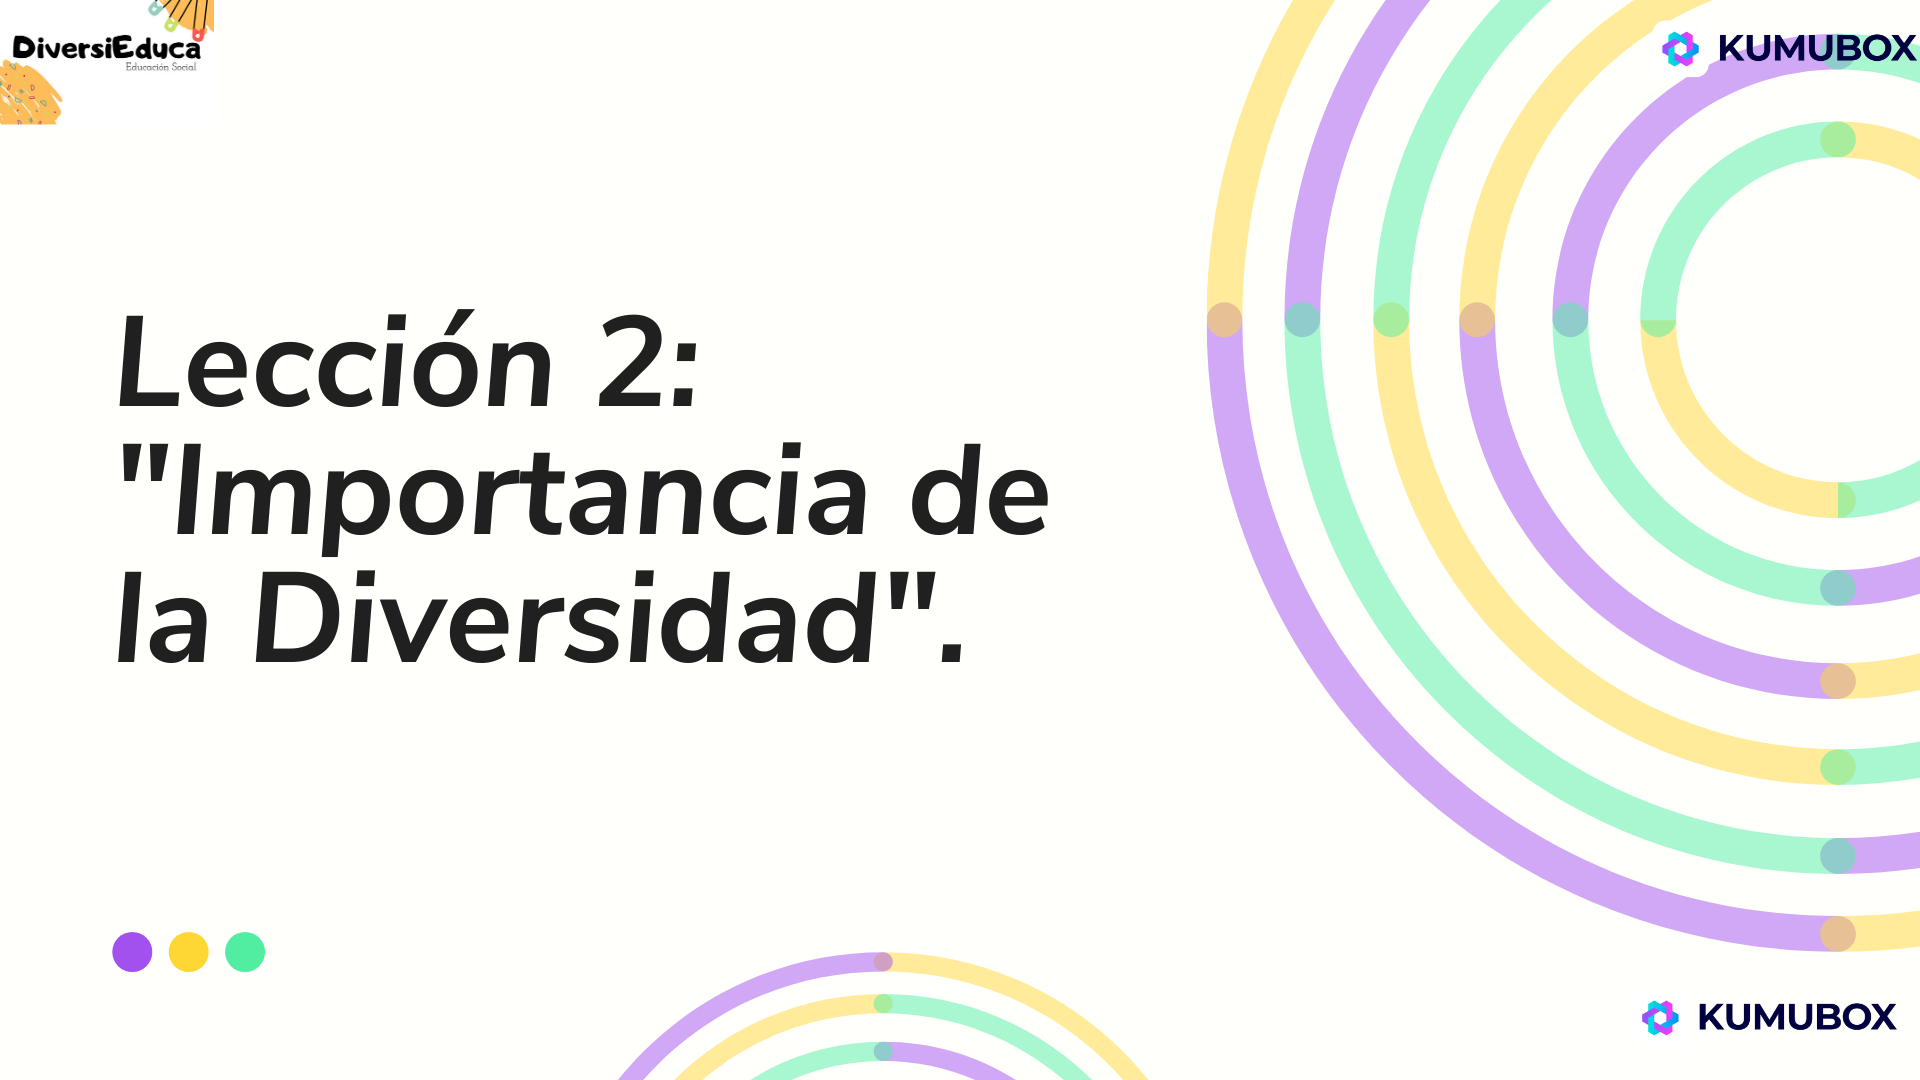 DiversiEduca
Educación Social
KUMUBOX
Lección 2:
"Importancia de
la Diversidad".
KUMUBOX